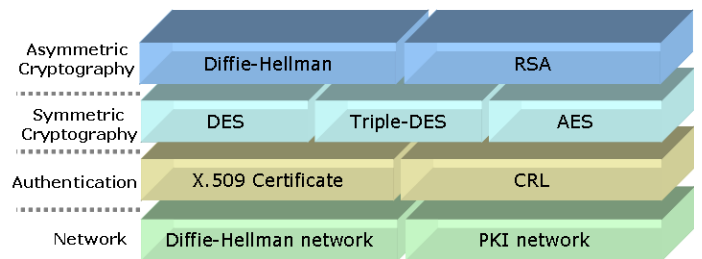 Asymmetric
Cryptography
Diffie-Hellman
RSA
Symmetric
Cryptography
DES
Triple-DES
AES
Authentication
X.509 Certificate
CRL
Network
Diffie-Hellman network
PKI network